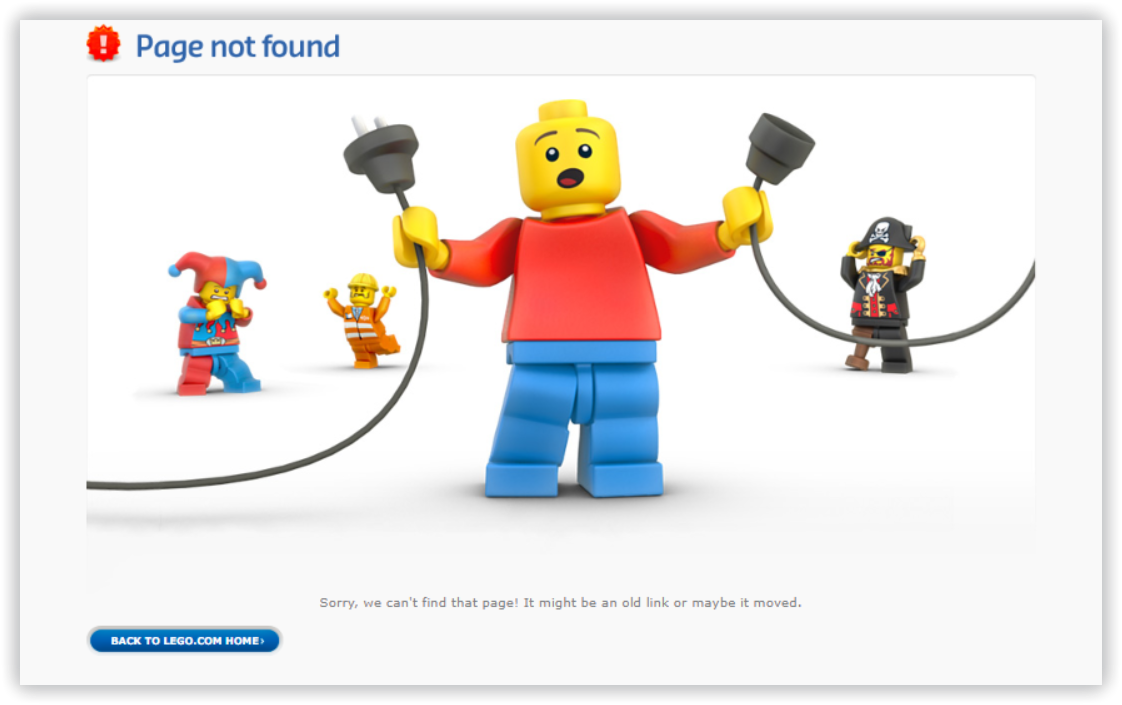 Page not found
Sorry, we can't find that page! It might be an old link or maybe it moved.
BACK TO LEGO.COM HOME›